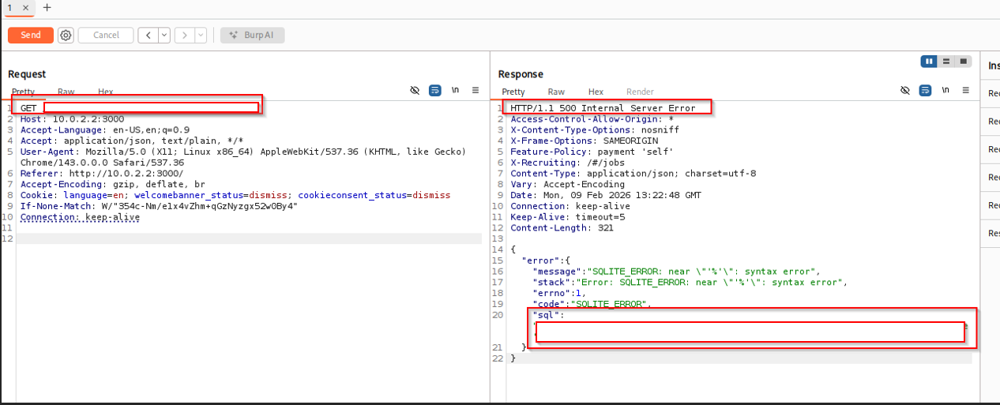 1 × +
Send Cancel < > Burp AI
Request
Pretty Raw Hex \n
1 GET
2 Host: 10.0.2.2:3000
3 Accept-Language: en-US,en;q=0.9
4 Accept: application/json, text/plain, */*
5 User-Agent: Mozilla/5.0 (X11; Linux x86_64) AppleWebKit/537.36 (KHTML, like Gecko)
Chrome/143.0.0.0 Safari/537.36
6 Referer: http://10.0.2.2:3000/
7 Accept-Encoding: gzip, deflate, br
8 Cookie: language=en; welcomebanner_status=dismiss; cookieconsent_status=dismiss
9 If-None-Match: W/"354c-Nm/e1x4vZhm+qGzNyzgx52w0By4"
10 Connection: keep-alive
11
12
Response
Pretty Raw Hex Render \n
1 HTTP/1.1 500 Internal Server Error
2 Access-Control-Allow-Origin: *
3 X-Content-Type-Options: nosniff
4 X-Frame-Options: SAMEORIGIN
5 Feature-Policy: payment 'self'
6 X-Recruiting: /#/jobs
7 Content-Type: application/json; charset=utf-8
8 Vary: Accept-Encoding
9 Date: Mon, 09 Feb 2026 13:22:48 GMT
10 Connection: keep-alive
11 Keep-Alive: timeout=5
12 Content-Length: 321
13
14 {
15 "error":{
16 "message":"SQLITE_ERROR: near \"'%'\": syntax error",
17 "stack":"Error: SQLITE_ERROR: near \"'%'\": syntax error",
18 "errno":1,
19 "code":"SQLITE_ERROR",
20 "sql":
21 }
22 }
Ins
Rec
Rec
Rec
Rec
Rec
Res